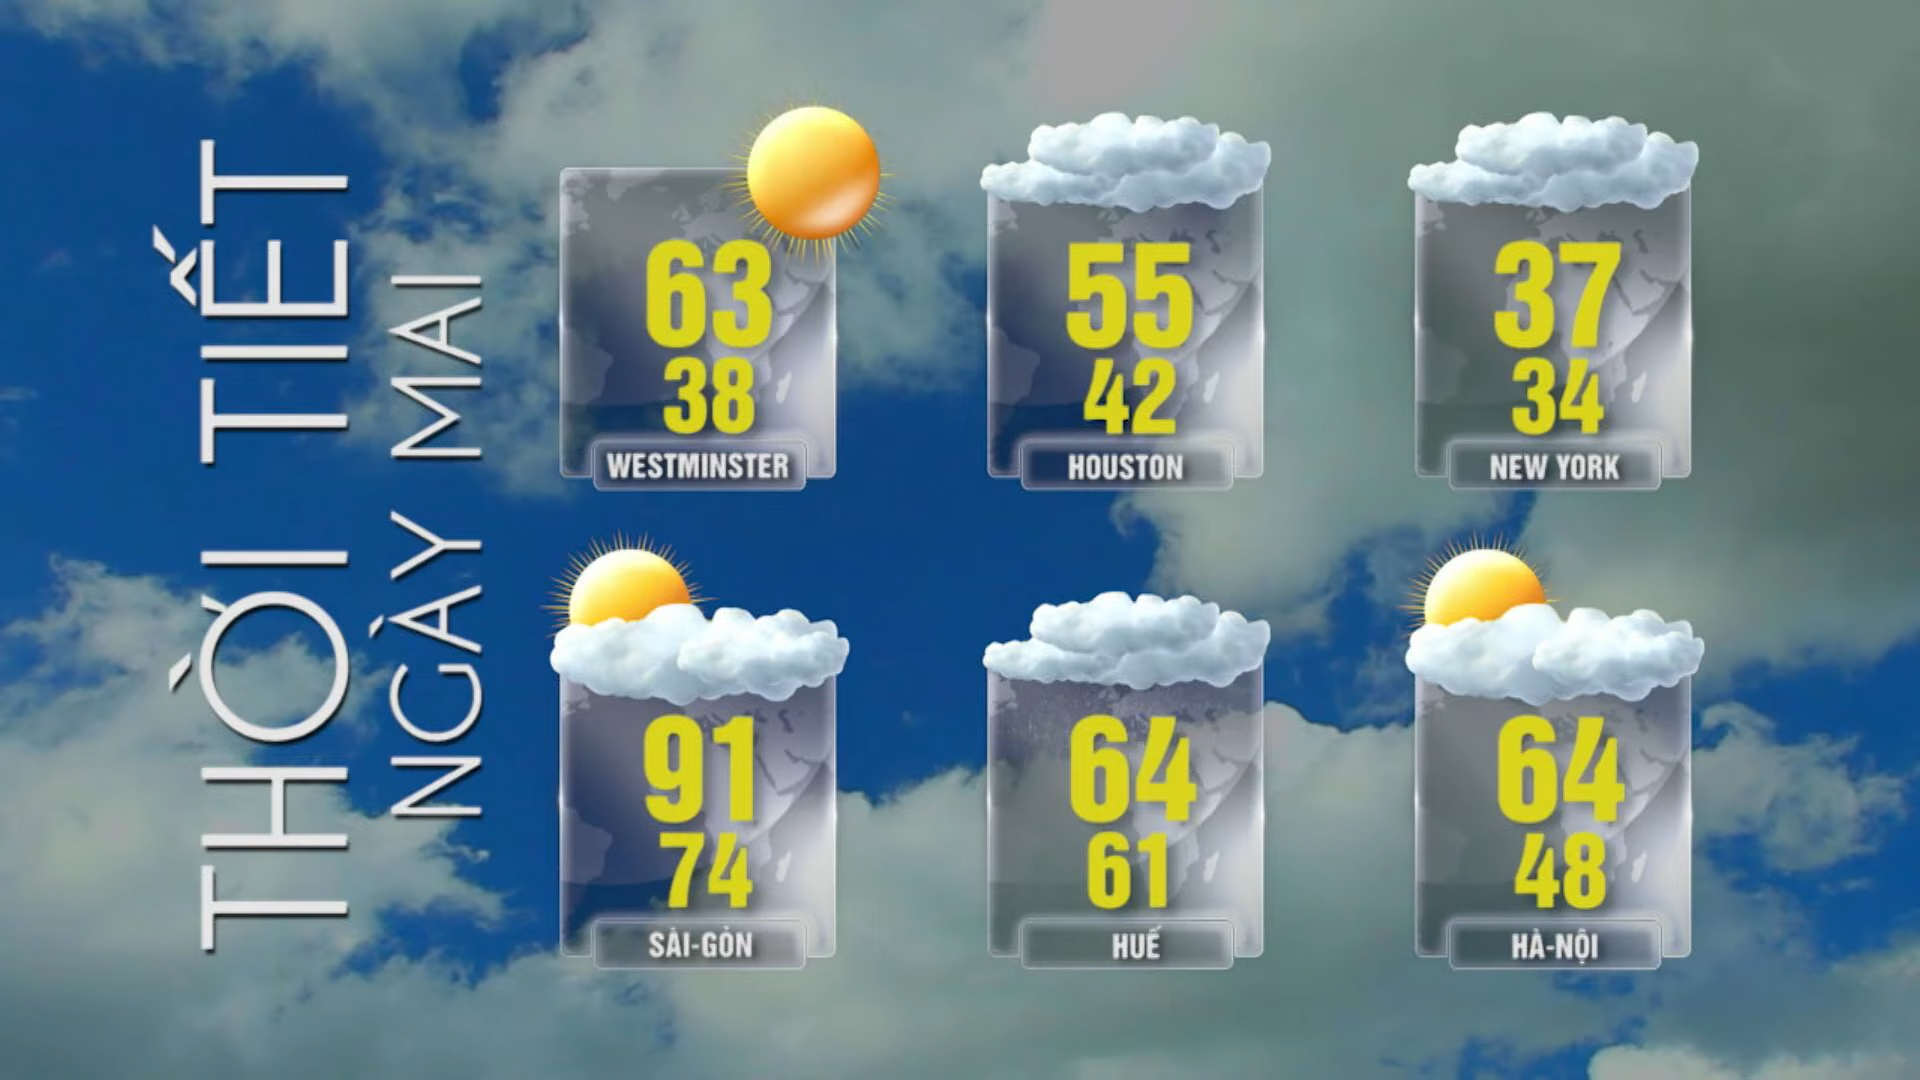 THỜI TIẾT
NGÀY MAI
63
38
WESTMINSTER
55
42
HOUSTON
37
34
NEW YORK
91
74
SÀI-GÒN
64
61
HUẾ
64
48
HÀ-NỘI